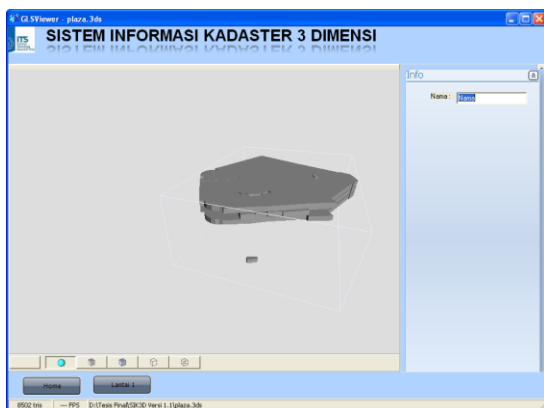 GLSViewer - plaza.3ds
ITS
SISTEM INFORMASI KADASTER 3 DIMENSI
Info
Nama :
Nama
Home
Lantai 1
8502 tris
--- FPS
D:\Tesis Final\SIK3D Versi 1.1\plaza.3ds